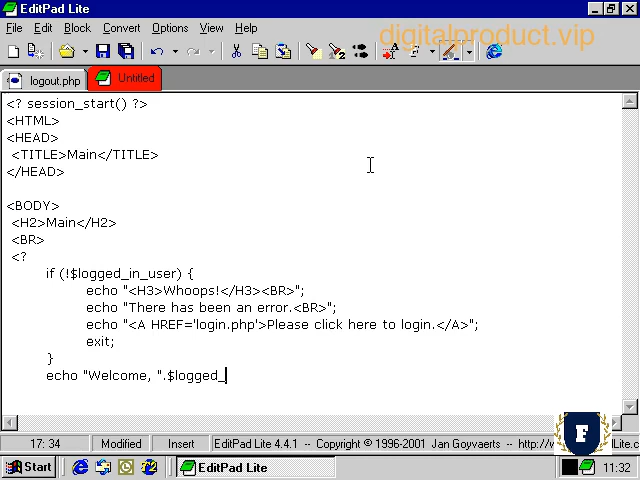 EditPad Lite
File Edit Block Convert Options View Help
digitalproduct.vip
logout.php Untitled
<? session_start() ?>
<HTML>
<HEAD>
<TITLE>Main</TITLE>
</HEAD>
<BODY>
<H2>Main</H2>
<BR>
<?
if (!$logged_in_user) {
echo "<H3>Whoops!</H3><BR>";
echo "There has been an error.<BR>";
echo "<A HREF='login.php'>Please click here to login.</A>";
exit;
}
echo "Welcome, ".$logged_
F
17: 34 Modified Insert EditPad Lite 4.4.1 -- Copyright © 1996-2001 Jan Goyvaerts -- http://w
Start EditPad Lite 11:32